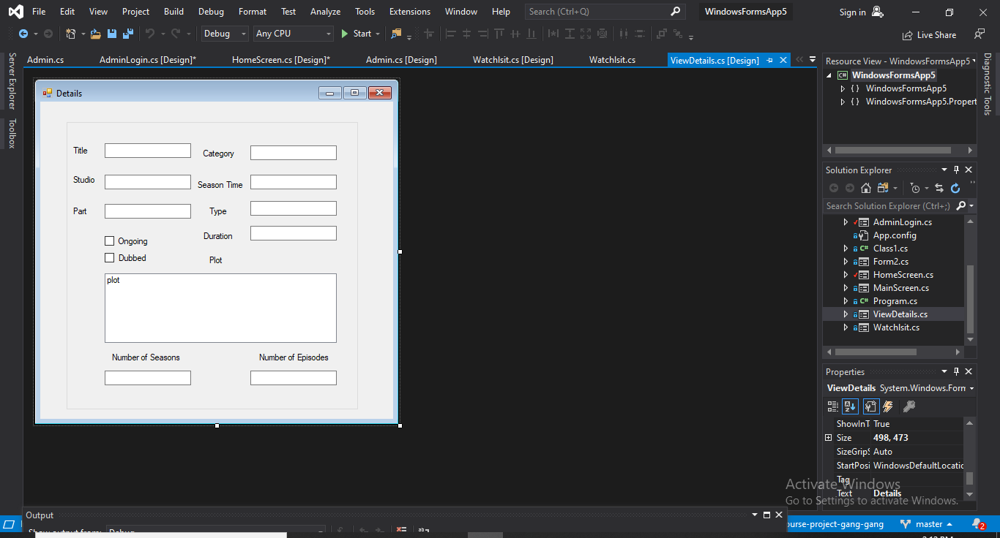 File Edit View Project Build Debug Format Test Analyze Tools Extensions Window Help Search (Ctrl+Q) WindowsFormsApp5 Sign in
Debug Any CPU Start Live Share
Server Explorer
Toolbox
Admin.cs AdminLogin.cs [Design]* HomeScreen.cs [Design]* Admin.cs [Design] Watchlsit.cs [Design] Watchlsit.cs ViewDetails.cs [Design]
Details
Title Category
Studio Season Time
Part Type
Ongoing Duration
Dubbed Plot
plot
Number of Seasons Number of Episodes
Resource View - WindowsFormsApp5
C# WindowsFormsApp5
{ } WindowsFormsApp5
{ } WindowsFormsApp5.Propert
Diagnostic Tools
Solution Explorer
Search Solution Explorer (Ctrl+;)
AdminLogin.cs
App.config
C# Class1.cs
Form2.cs
HomeScreen.cs
MainScreen.cs
C# Program.cs
ViewDetails.cs
Watchlsit.cs
Properties
ViewDetails System.Windows.Form
ShowInT True
Size 498, 473
SizeGripS Auto
StartPosi WindowsDefaultLocatio
Tag
Text Details
Activate Windows
Go to Settings to activate Windows.
Output
Show output from: Debug
ourse-project-gang-gang master 2